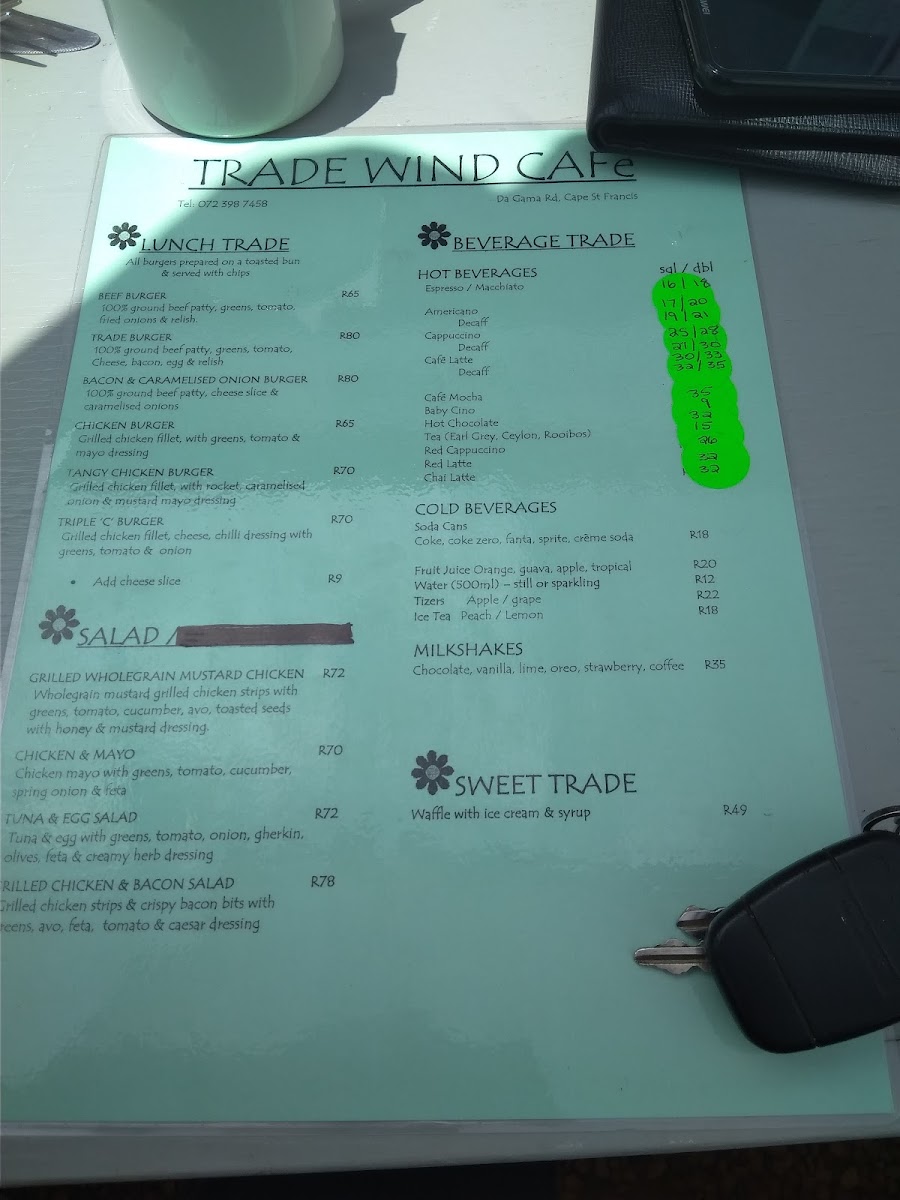 TRADE WIND CAFe
Tel: 072 398 7458
Da Gama Rd, Cape St Francis
LUNCH TRADE
All burgers prepared on a toasted bun
& served with chips
BEEF BURGER R65
100% ground beef patty, greens, tomato,
fried onions & relish.
TRADE BURGER R80
100% ground beef patty, greens, tomato,
Cheese, bacon, egg & relish
BACON & CARAMELISED ONION BURGER R80
100% ground beef patty, cheese slice &
caramelised onions
CHICKEN BURGER R65
Grilled chicken fillet, with greens, tomato &
mayo dressing
TANGY CHICKEN BURGER R70
Grilled chicken fillet, with rocket, caramelised
onion & mustard mayo dressing
TRIPLE 'C' BURGER R70
Grilled chicken fillet, cheese, chilli dressing with
greens, tomato & onion
• Add cheese slice R9
SALAD /
GRILLED WHOLEGRAIN MUSTARD CHICKEN R72
Wholegrain mustard grilled chicken strips with
greens, tomato, cucumber, avo, toasted seeds
with honey & mustard dressing.
CHICKEN & MAYO R70
Chicken mayo with greens, tomato, cucumber,
spring onion & feta
TUNA & EGG SALAD R72
Tuna & egg with greens, tomato, onion, gherkin,
olives, feta & creamy herb dressing
GRILLED CHICKEN & BACON SALAD R78
Grilled chicken strips & crispy bacon bits with
greens, avo, feta, tomato & caesar dressing
BEVERAGE TRADE
HOT BEVERAGES sgl / dbl
Espresso / Macchiato 16/18
Americano 17/20
Decaff 19/21
Cappuccino 25/28
Decaff 27/30
Café Latte 30/33
Decaff 32/35
Café Mocha 35
Baby Cino 9
Hot Chocolate 32
Tea (Earl Grey, Ceylon, Rooibos) 15
Red Cappuccino 26
Red Latte 32
Chai Latte 32
COLD BEVERAGES
Soda Cans
Coke, coke zero, fanta, sprite, crème soda R18
Fruit Juice Orange, guava, apple, tropical R20
Water (500ml) – still or sparkling R12
Tizers Apple / grape R22
Ice Tea Peach / Lemon R18
MILKSHAKES
Chocolate, vanilla, lime, oreo, strawberry, coffee R35
SWEET TRADE
Waffle with ice cream & syrup R49